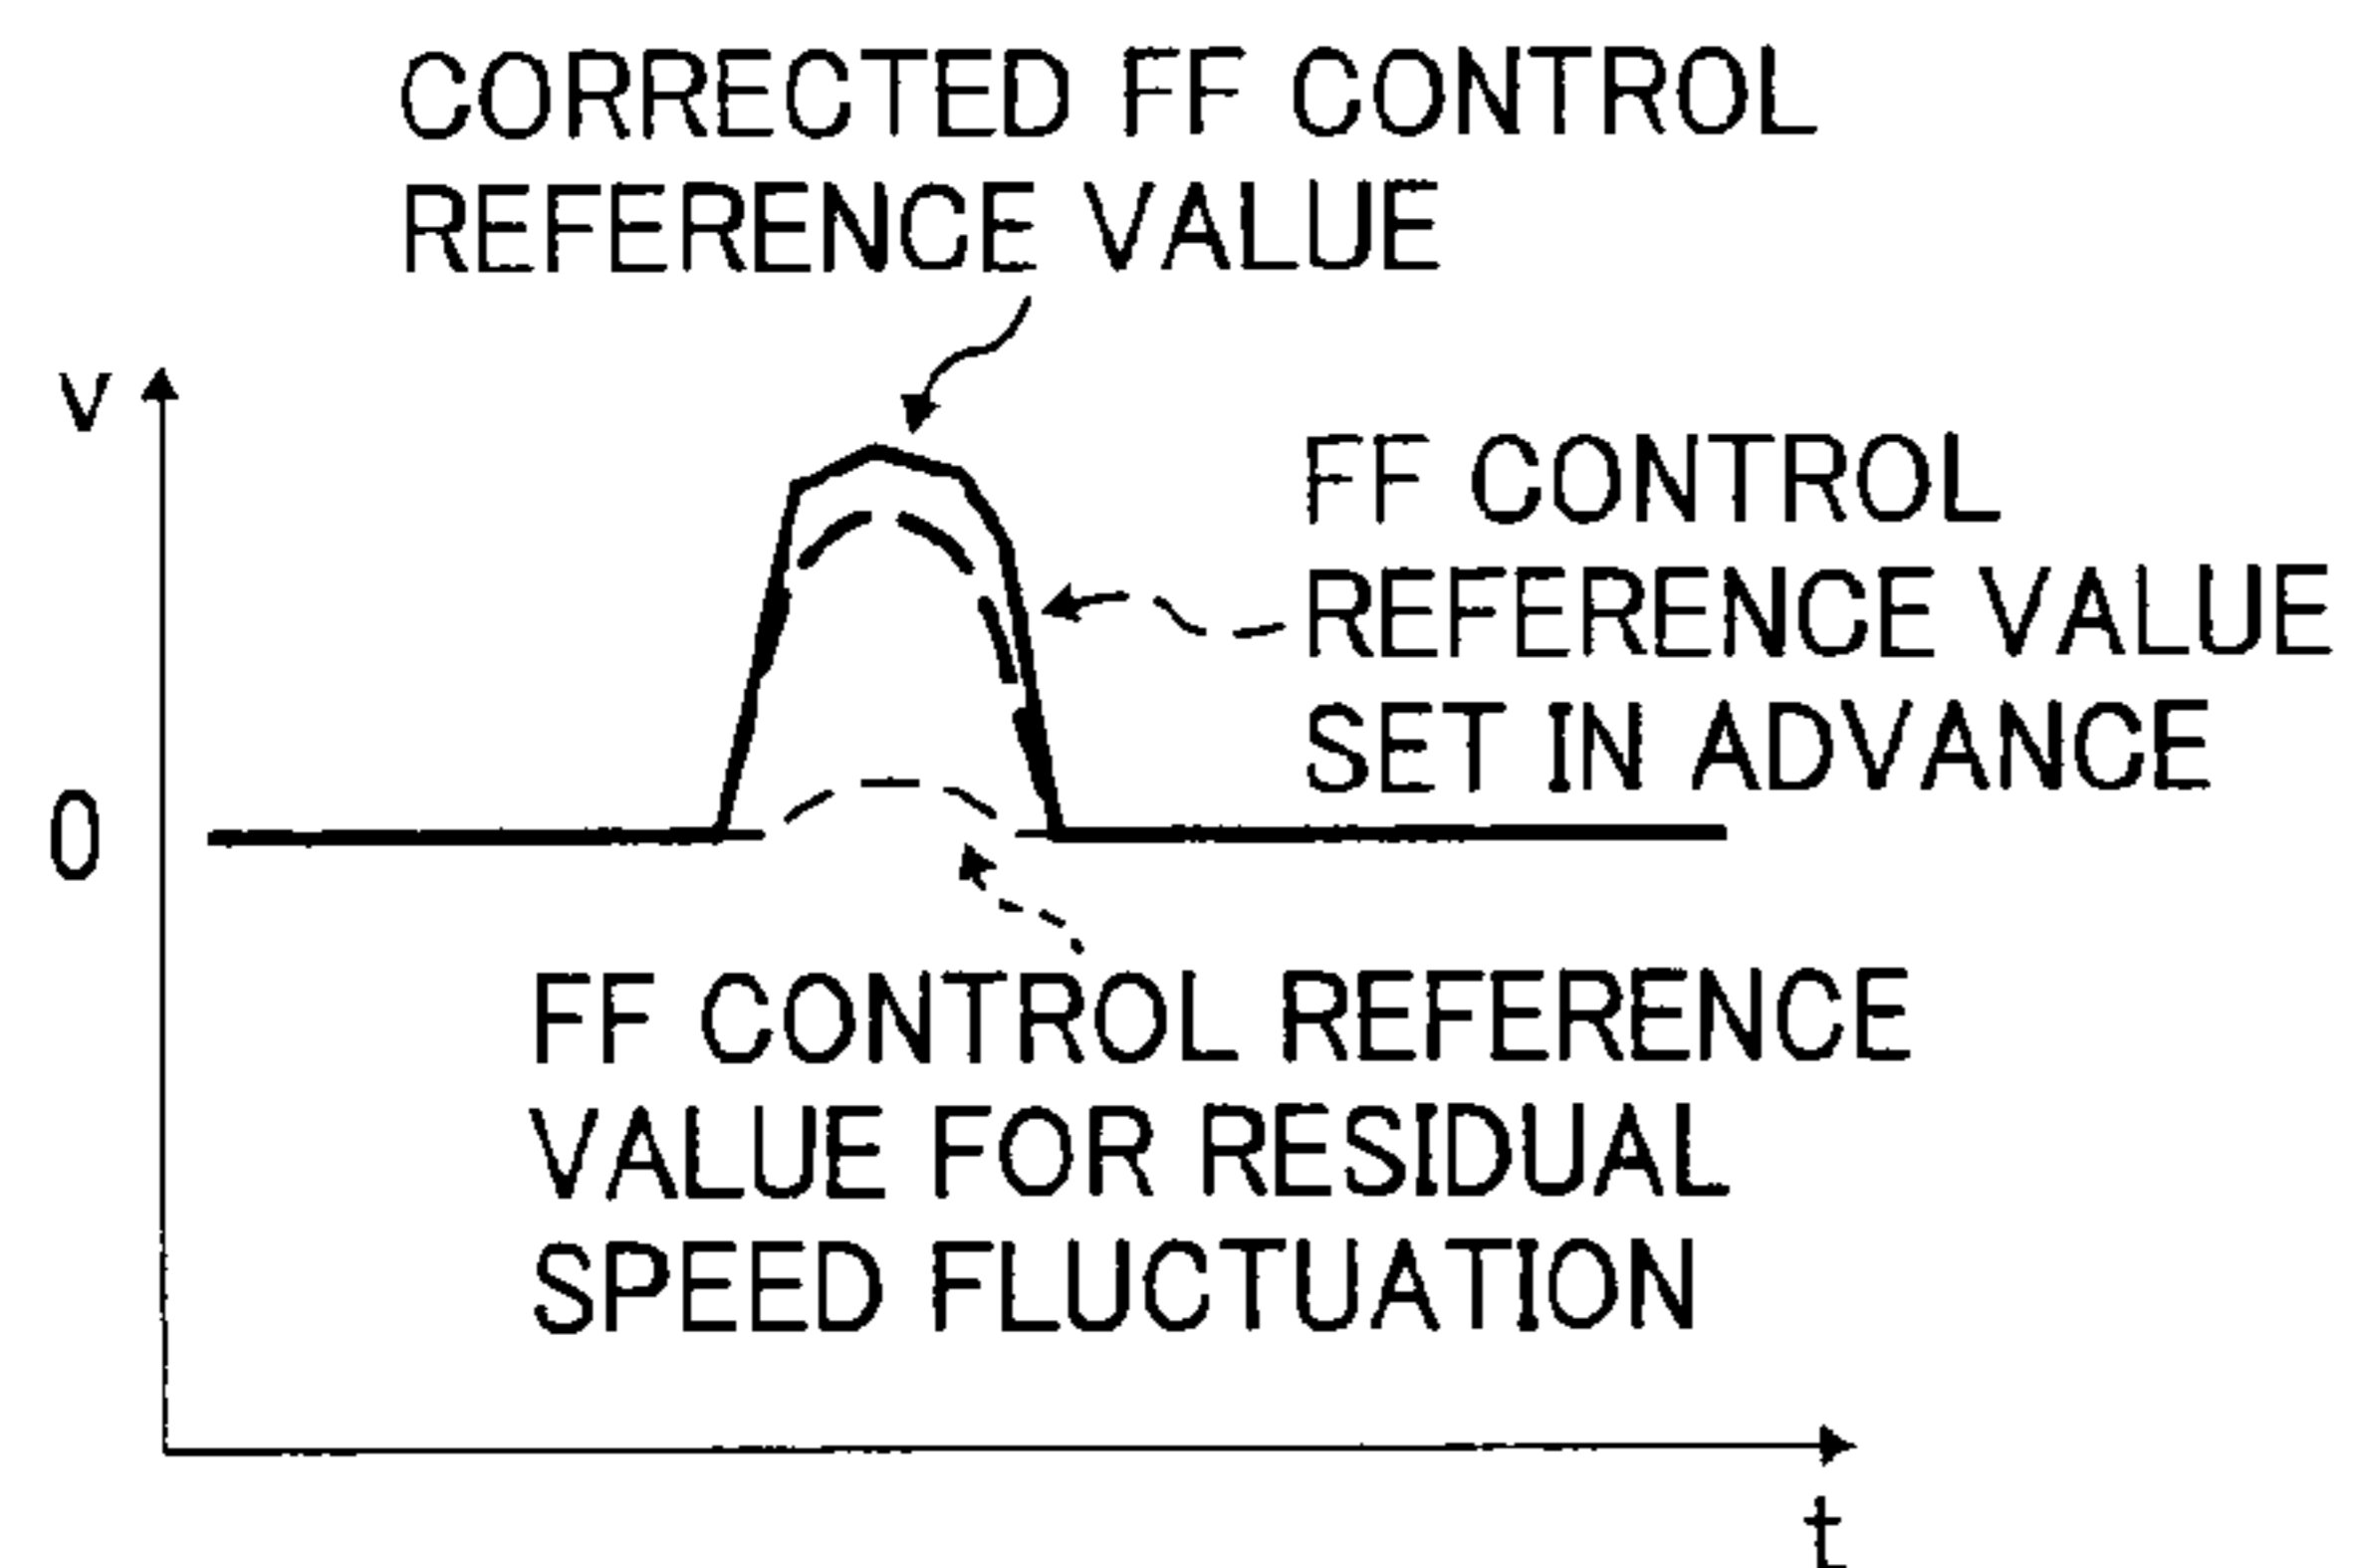 CORRECTED FF CONTROL
REFERENCE VALUE
v
FF CONTROL
REFERENCE VALUE
SET IN ADVANCE
0
FF CONTROL REFERENCE
VALUE FOR RESIDUAL
SPEED FLUCTUATION
t